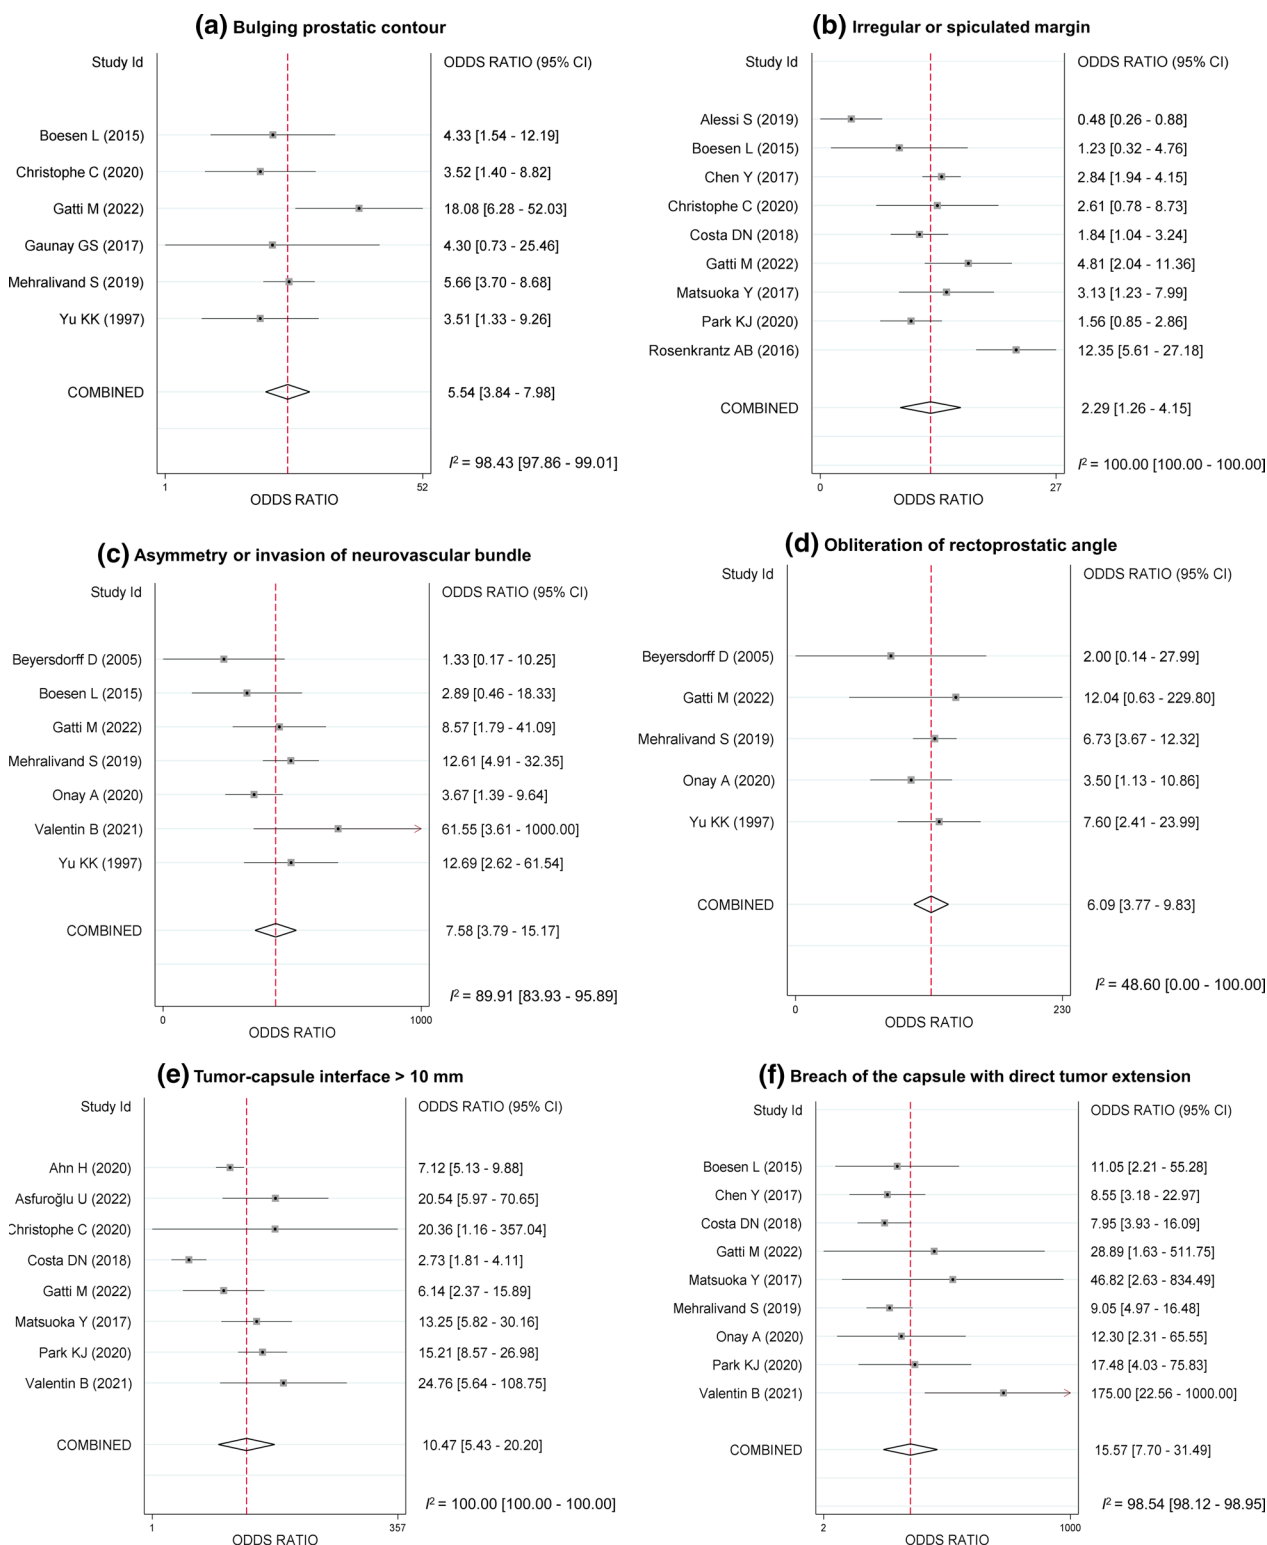 (a) Bulging prostatic contour
Study Id ODDS RATIO (95% CI)
Boesen L (2015) 4.33 [1.54 - 12.19]
Christophe C (2020) 3.52 [1.40 - 8.82]
Gatti M (2022) 18.08 [6.28 - 52.03]
Gaunay GS (2017) 4.30 [0.73 - 25.46]
Mehralivand S (2019) 5.66 [3.70 - 8.68]
Yu KK (1997) 3.51 [1.33 - 9.26]
COMBINED 5.54 [3.84 - 7.98]
I² = 98.43 [97.86 - 99.01]
1 52
ODDS RATIO
(b) Irregular or spiculated margin
Study Id ODDS RATIO (95% CI)
Alessi S (2019) 0.48 [0.26 - 0.88]
Boesen L (2015) 1.23 [0.32 - 4.76]
Chen Y (2017) 2.84 [1.94 - 4.15]
Christophe C (2020) 2.61 [0.78 - 8.73]
Costa DN (2018) 1.84 [1.04 - 3.24]
Gatti M (2022) 4.81 [2.04 - 11.36]
Matsuoka Y (2017) 3.13 [1.23 - 7.99]
Park KJ (2020) 1.56 [0.85 - 2.86]
Rosenkrantz AB (2016) 12.35 [5.61 - 27.18]
COMBINED 2.29 [1.26 - 4.15]
I² = 100.00 [100.00 - 100.00]
0 27
ODDS RATIO
(c) Asymmetry or invasion of neurovascular bundle
Study Id ODDS RATIO (95% CI)
Beyersdorff D (2005) 1.33 [0.17 - 10.25]
Boesen L (2015) 2.89 [0.46 - 18.33]
Gatti M (2022) 8.57 [1.79 - 41.09]
Mehralivand S (2019) 12.61 [4.91 - 32.35]
Onay A (2020) 3.67 [1.39 - 9.64]
Valentin B (2021) 61.55 [3.61 - 1000.00]
Yu KK (1997) 12.69 [2.62 - 61.54]
COMBINED 7.58 [3.79 - 15.17]
I² = 89.91 [83.93 - 95.89]
0 1000
ODDS RATIO
(d) Obliteration of rectoprostatic angle
Study Id ODDS RATIO (95% CI)
Beyersdorff D (2005) 2.00 [0.14 - 27.99]
Gatti M (2022) 12.04 [0.63 - 229.80]
Mehralivand S (2019) 6.73 [3.67 - 12.32]
Onay A (2020) 3.50 [1.13 - 10.86]
Yu KK (1997) 7.60 [2.41 - 23.99]
COMBINED 6.09 [3.77 - 9.83]
I² = 48.60 [0.00 - 100.00]
0 230
ODDS RATIO
(e) Tumor-capsule interface > 10 mm
Study Id ODDS RATIO (95% CI)
Ahn H (2020) 7.12 [5.13 - 9.88]
Asfuroğlu U (2022) 20.54 [5.97 - 70.65]
Christophe C (2020) 20.36 [1.16 - 357.04]
Costa DN (2018) 2.73 [1.81 - 4.11]
Gatti M (2022) 6.14 [2.37 - 15.89]
Matsuoka Y (2017) 13.25 [5.82 - 30.16]
Park KJ (2020) 15.21 [8.57 - 26.98]
Valentin B (2021) 24.76 [5.64 - 108.75]
COMBINED 10.47 [5.43 - 20.20]
I² = 100.00 [100.00 - 100.00]
1 357
ODDS RATIO
(f) Breach of the capsule with direct tumor extension
Study Id ODDS RATIO (95% CI)
Boesen L (2015) 11.05 [2.21 - 55.28]
Chen Y (2017) 8.55 [3.18 - 22.97]
Costa DN (2018) 7.95 [3.93 - 16.09]
Gatti M (2022) 28.89 [1.63 - 511.75]
Matsuoka Y (2017) 46.82 [2.63 - 834.49]
Mehralivand S (2019) 9.05 [4.97 - 16.48]
Onay A (2020) 12.30 [2.31 - 65.55]
Park KJ (2020) 17.48 [4.03 - 75.83]
Valentin B (2021) 175.00 [22.56 - 1000.00]
COMBINED 15.57 [7.70 - 31.49]
I² = 98.54 [98.12 - 98.95]
2 1000
ODDS RATIO